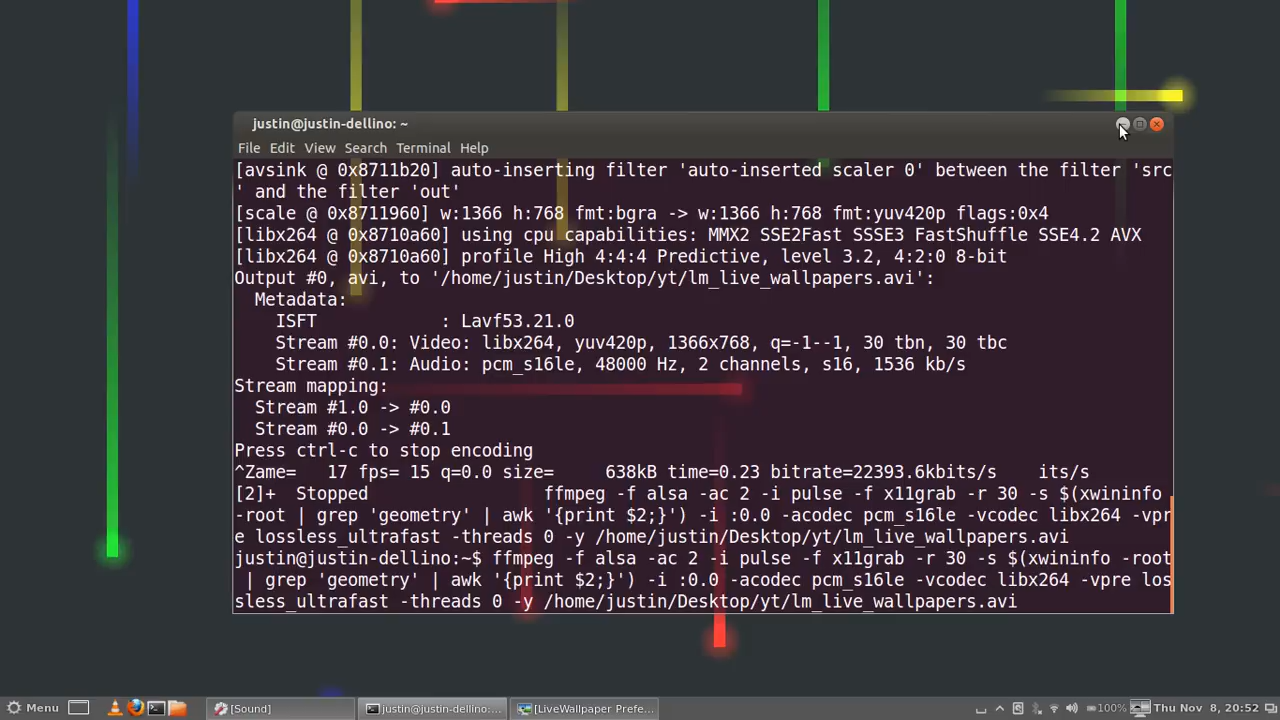 justin@justin-dellino: ~
File Edit View Search Terminal Help
[avsink @ 0x8711b20] auto-inserting filter 'auto-inserted scaler 0' between the filter 'src
' and the filter 'out'
[scale @ 0x8711960] w:1366 h:768 fmt:bgra -> w:1366 h:768 fmt:yuv420p flags:0x4
[libx264 @ 0x8710a60] using cpu capabilities: MMX2 SSE2Fast SSSE3 FastShuffle SSE4.2 AVX
[libx264 @ 0x8710a60] profile High 4:4:4 Predictive, level 3.2, 4:2:0 8-bit
Output #0, avi, to '/home/justin/Desktop/yt/lm_live_wallpapers.avi':
  Metadata:
    ISFT            : Lavf53.21.0
    Stream #0.0: Video: libx264, yuv420p, 1366x768, q=-1--1, 30 tbn, 30 tbc
    Stream #0.1: Audio: pcm_s16le, 48000 Hz, 2 channels, s16, 1536 kb/s
Stream mapping:
  Stream #1.0 -> #0.0
  Stream #0.0 -> #0.1
Press ctrl-c to stop encoding
^Zame=   17 fps= 15 q=0.0 size=     638kB time=0.23 bitrate=22393.6kbits/s    its/s
[2]+  Stopped                 ffmpeg -f alsa -ac 2 -i pulse -f x11grab -r 30 -s $(xwininfo
-root | grep 'geometry' | awk '{print $2;}') -i :0.0 -acodec pcm_s16le -vcodec libx264 -vpr
e lossless_ultrafast -threads 0 -y /home/justin/Desktop/yt/lm_live_wallpapers.avi
justin@justin-dellino:~$ ffmpeg -f alsa -ac 2 -i pulse -f x11grab -r 30 -s $(xwininfo -root
 | grep 'geometry' | awk '{print $2;}') -i :0.0 -acodec pcm_s16le -vcodec libx264 -vpre los
sless_ultrafast -threads 0 -y /home/justin/Desktop/yt/lm_live_wallpapers.avi
Menu [Sound] justin@justin-dellino:... [LiveWallpaper Prefe... 100% Thu Nov 8, 20:52